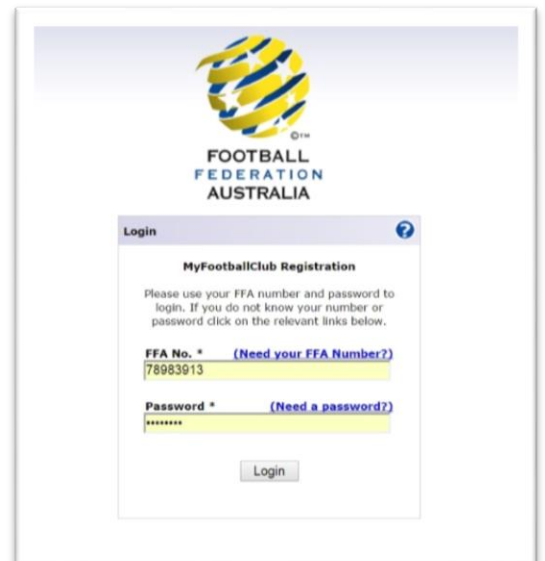 ©™
FOOTBALL
FEDERATION
AUSTRALIA
Login ?
MyFootballClub Registration
Please use your FFA number and password to
login. If you do not know your number or
password click on the relevant links below.
FFA No. * (Need your FFA Number?)
78983913
Password * (Need a password?)
••••••••
Login